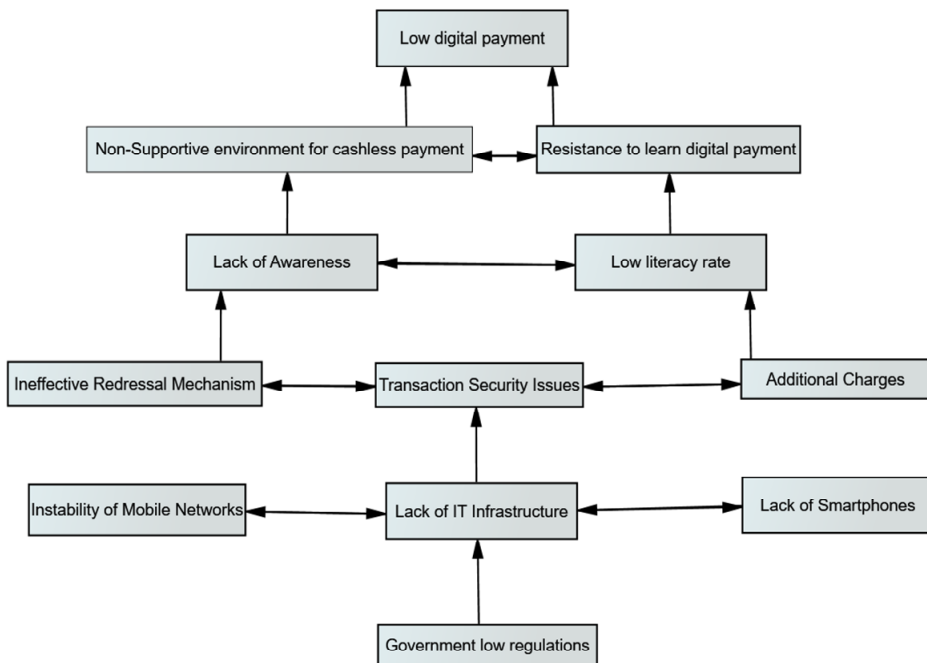 Low digital payment
Non-Supportive environment for cashless payment
Resistance to learn digital payment
Lack of Awareness
Low literacy rate
Ineffective Redressal Mechanism
Transaction Security Issues
Additional Charges
Instability of Mobile Networks
Lack of IT Infrastructure
Lack of Smartphones
Government low regulations